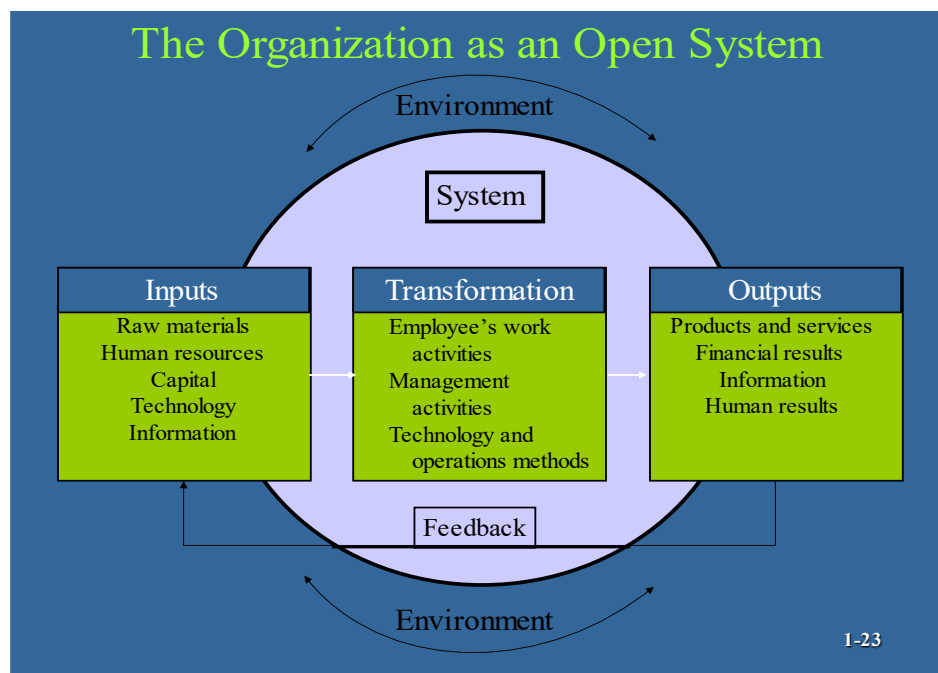 The Organization as an Open System
Environment
System
Inputs
Raw materials
Human resources
Capital
Technology
Information
Transformation
Employee’s work
activities
Management
activities
Technology and
operations methods
Outputs
Products and services
Financial results
Information
Human results
Feedback
Environment
1-23